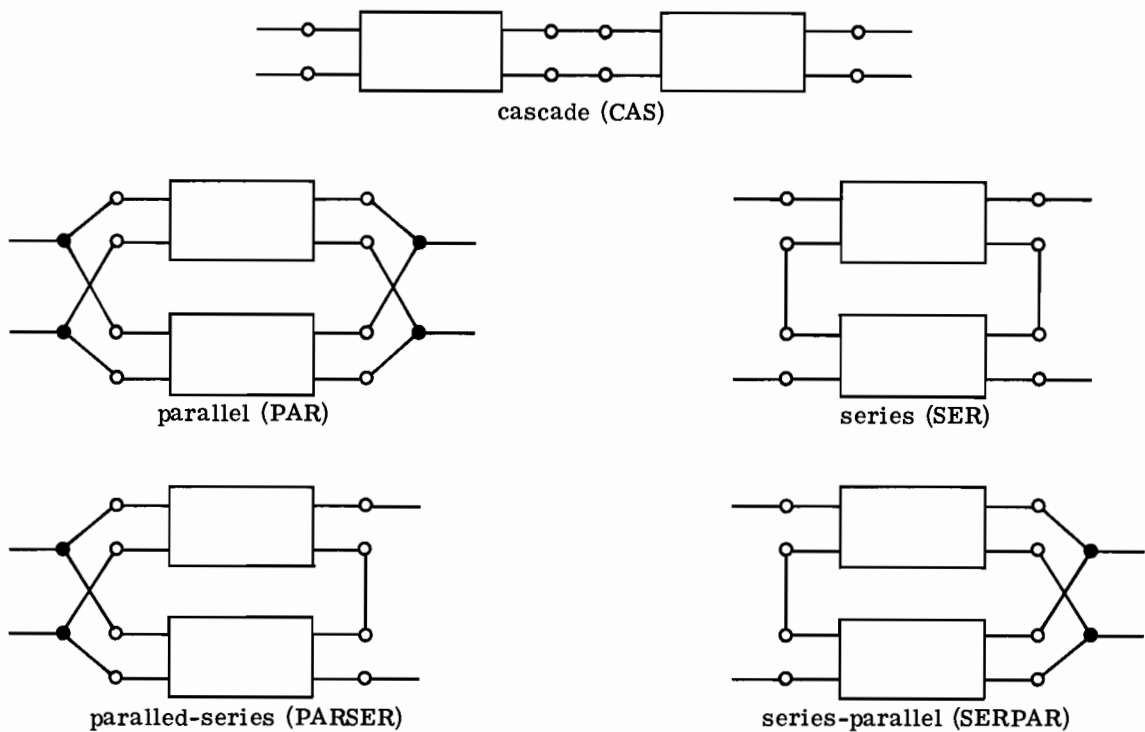 cascade (CAS)
parallel (PAR)
series (SER)
paralled-series (PARSER)
series-parallel (SERPAR)